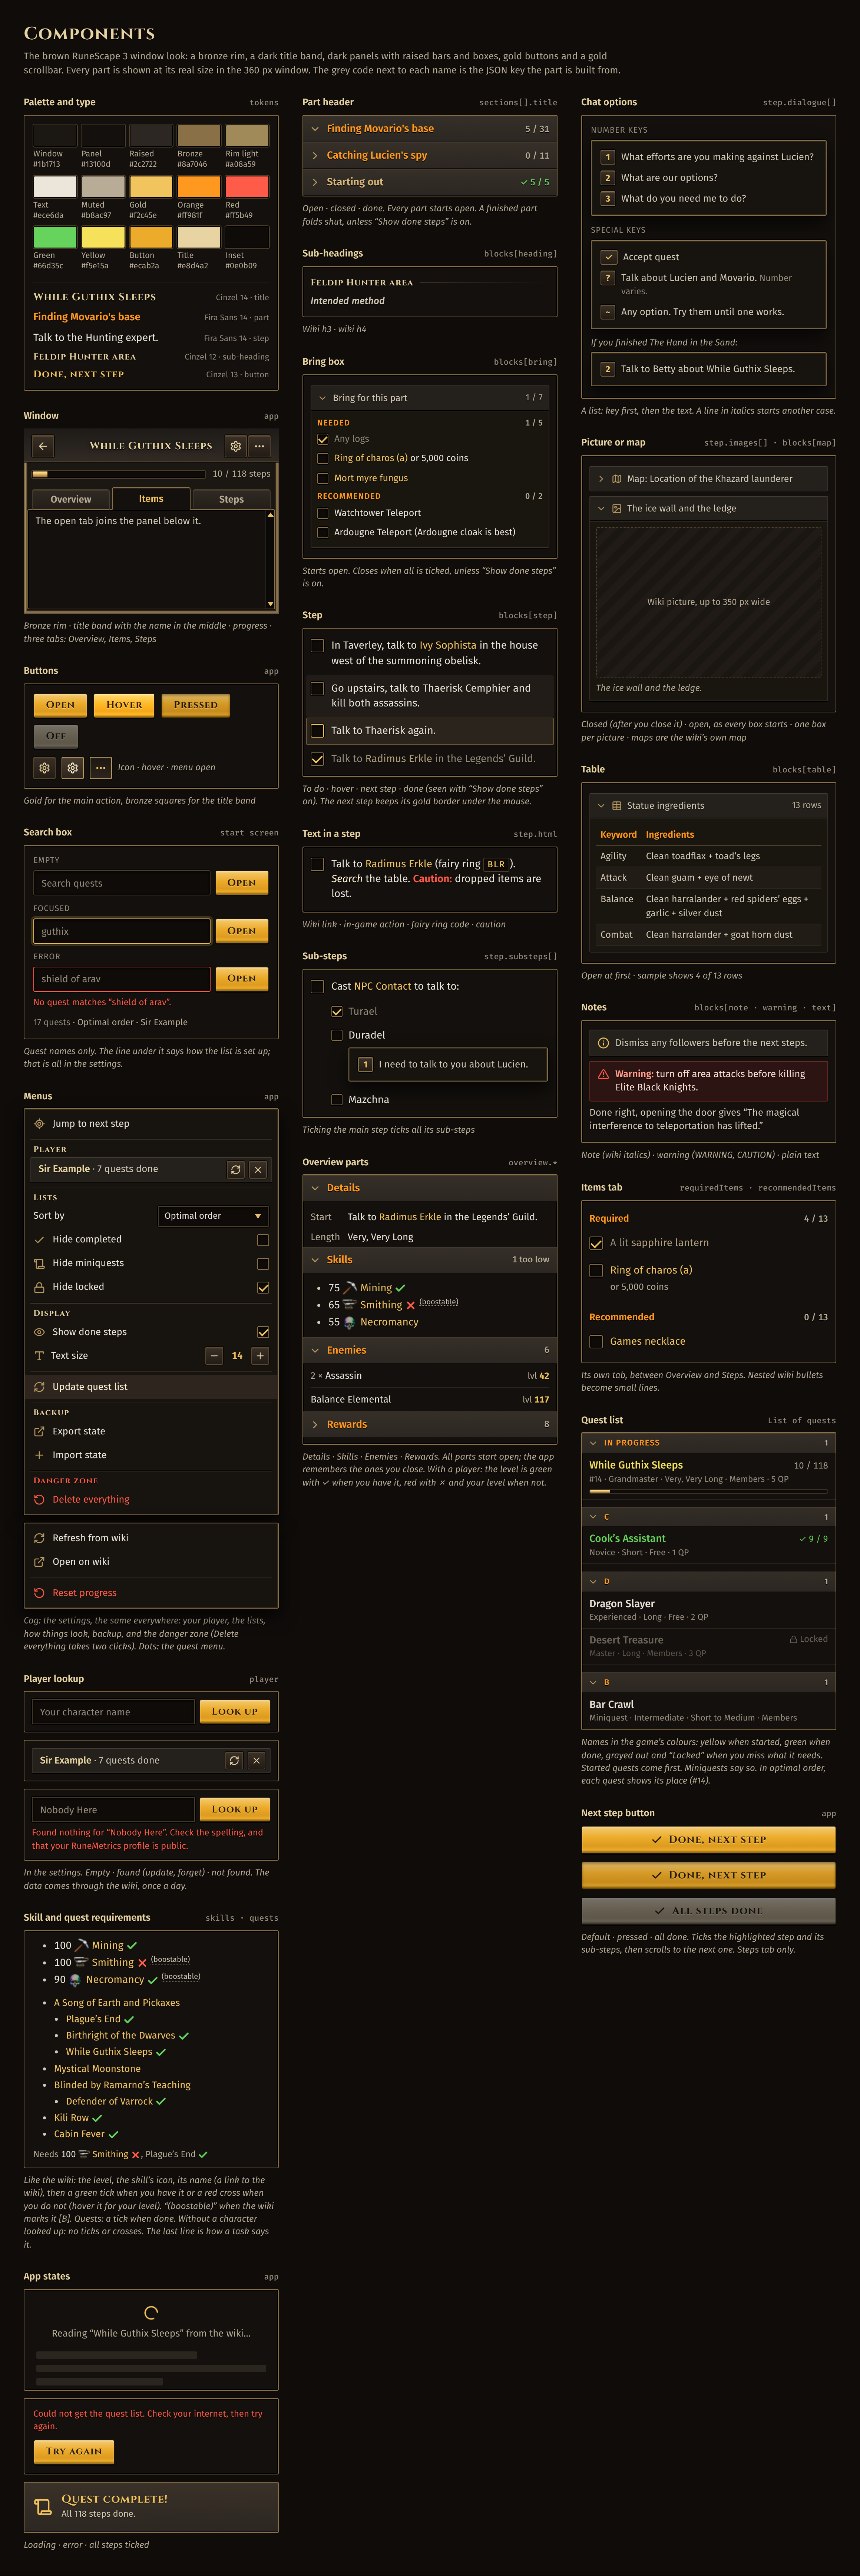 Components
The brown RuneScape 3 window look: a bronze rim, a dark title band, dark panels with raised bars and boxes, gold buttons and a gold
scrollbar. Every part is shown at its real size in the 360 px window. The grey code next to each name is the JSON key the part is built from.
Palette and type tokens
Window Panel Raised Bronze Rim light
#1b1713 #13100d #2c2722 #8a7046 #a08a59
Text Muted Gold Orange Red
#ece6da #b8ac97 #f2c45e #ff981f #ff5b49
Green Yellow Button Title Inset
#66d35c #f5e15a #ecab2a #e8d4a2 #0e0b09
While Guthix Sleeps Cinzel 14 · title
Finding Movario's base Fira Sans 14 · part
Talk to the Hunting expert. Fira Sans 14 · step
Feldip Hunter area Cinzel 12 · sub-heading
Done, next step Cinzel 13 · button
Window app
While Guthix Sleeps
10 / 118 steps
Overview Items Steps
The open tab joins the panel below it.
Bronze rim · title band with the name in the middle · progress ·
three tabs: Overview, Items, Steps
Buttons app
Open Hover Pressed
Off
Icon · hover · menu open
Gold for the main action, bronze squares for the title band
Search box start screen
EMPTY
Search quests Open
FOCUSED
guthix Open
ERROR
shield of arav Open
No quest matches “shield of arav”.
17 quests · Optimal order · Sir Example
Quest names only. The line under it says how the list is set up;
that is all in the settings.
Menus app
Jump to next step
Player
Sir Example · 7 quests done
Lists
Sort by Optimal order
Hide completed
Hide miniquests
Hide locked
Display
Show done steps
Text size − 14 +
Update quest list
Backup
Export state
Import state
Danger zone
Delete everything
Refresh from wiki
Open on wiki
Reset progress
Cog: the settings, the same everywhere: your player, the lists,
how things look, backup, and the danger zone (Delete
everything takes two clicks). Dots: the quest menu.
Player lookup player
Your character name Look up
Sir Example · 7 quests done
Nobody Here Look up
Found nothing for “Nobody Here”. Check the spelling, and
that your RuneMetrics profile is public.
In the settings. Empty · found (update, forget) · not found. The
data comes through the wiki, once a day.
Skill and quest requirements skills · quests
• 100 Mining ✓
• 100 Smithing ✕ (boostable)
• 90 Necromancy ✓ (boostable)
• A Song of Earth and Pickaxes
• Plague’s End ✓
• Birthright of the Dwarves ✓
• While Guthix Sleeps ✓
• Mystical Moonstone
• Blinded by Ramarno’s Teaching
• Defender of Varrock ✓
• Kili Row ✓
• Cabin Fever ✓
Needs 100 Smithing ✕, Plague’s End ✓
Like the wiki: the level, the skill’s icon, its name (a link to the
wiki), then a green tick when you have it or a red cross when
you do not (hover it for your level). “(boostable)” when the wiki
marks it [B]. Quests: a tick when done. Without a character
looked up: no ticks or crosses. The last line is how a task says
it.
App states app
Reading “While Guthix Sleeps” from the wiki…
Could not get the quest list. Check your internet, then try
again.
Try again
Quest complete!
All 118 steps done.
Loading · error · all steps ticked
Part header sections[].title
Finding Movario's base 5 / 31
Catching Lucien's spy 0 / 11
Starting out ✓ 5 / 5
Open · closed · done. Every part starts open. A finished part
folds shut, unless “Show done steps” is on.
Sub-headings blocks[heading]
Feldip Hunter area
Intended method
Wiki h3 · wiki h4
Bring box blocks[bring]
Bring for this part 1 / 7
NEEDED 1 / 5
Any logs
Ring of charos (a) or 5,000 coins
Mort myre fungus
RECOMMENDED 0 / 2
Watchtower Teleport
Ardougne Teleport (Ardougne cloak is best)
Starts open. Closes when all is ticked, unless “Show done steps”
is on.
Step blocks[step]
In Taverley, talk to Ivy Sophista in the house
west of the summoning obelisk.
Go upstairs, talk to Thaerisk Cemphier and
kill both assassins.
Talk to Thaerisk again.
Talk to Radimus Erkle in the Legends’ Guild.
To do · hover · next step · done (seen with “Show done steps”
on). The next step keeps its gold border under the mouse.
Text in a step step.html
Talk to Radimus Erkle (fairy ring BLR).
Search the table. Caution: dropped items are
lost.
Wiki link · in-game action · fairy ring code · caution
Sub-steps step.substeps[]
Cast NPC Contact to talk to:
Turael
Duradel
1 I need to talk to you about Lucien.
Mazchna
Ticking the main step ticks all its sub-steps
Overview parts overview.*
Details
Start Talk to Radimus Erkle in the Legends’ Guild.
Length Very, Very Long
Skills 1 too low
• 75 Mining ✓
• 65 Smithing ✕ (boostable)
• 55 Necromancy
Enemies 6
2 × Assassin lvl 42
Balance Elemental lvl 117
Rewards 8
Details · Skills · Enemies · Rewards. All parts start open; the app
remembers the ones you close. With a player: the level is green
with ✓ when you have it, red with ✕ and your level when not.
Chat options step.dialogue[]
NUMBER KEYS
1 What efforts are you making against Lucien?
2 What are our options?
3 What do you need me to do?
SPECIAL KEYS
✓ Accept quest
? Talk about Lucien and Movario. Number
varies.
~ Any option. Try them until one works.
If you finished The Hand in the Sand:
2 Talk to Betty about While Guthix Sleeps.
A list: key first, then the text. A line in italics starts another case.
Picture or map step.images[] · blocks[map]
Map: Location of the Khazard launderer
The ice wall and the ledge
Wiki picture, up to 350 px wide
The ice wall and the ledge.
Closed (after you close it) · open, as every box starts · one box
per picture · maps are the wiki’s own map
Table blocks[table]
Statue ingredients 13 rows
Keyword Ingredients
Agility Clean toadflax + toad’s legs
Attack Clean guam + eye of newt
Balance Clean harralander + red spiders’ eggs +
garlic + silver dust
Combat Clean harralander + goat horn dust
Open at first · sample shows 4 of 13 rows
Notes blocks[note · warning · text]
Dismiss any followers before the next steps.
Warning: turn off area attacks before killing
Elite Black Knights.
Done right, opening the door gives “The magical
interference to teleportation has lifted.”
Note (wiki italics) · warning (WARNING, CAUTION) · plain text
Items tab requiredItems · recommendedItems
Required 4 / 13
A lit sapphire lantern
Ring of charos (a)
or 5,000 coins
Recommended 0 / 13
Games necklace
Its own tab, between Overview and Steps. Nested wiki bullets
become small lines.
Quest list List of quests
IN PROGRESS 1
While Guthix Sleeps 10 / 118
#14 · Grandmaster · Very, Very Long · Members · 5 QP
C 1
Cook’s Assistant ✓ 9 / 9
Novice · Short · Free · 1 QP
D 1
Dragon Slayer
Experienced · Long · Free · 2 QP
Desert Treasure Locked
Master · Long · Members · 3 QP
B 1
Bar Crawl
Miniquest · Intermediate · Short to Medium · Members
Names in the game’s colours: yellow when started, green when
done, grayed out and “Locked” when you miss what it needs.
Started quests come first. Miniquests say so. In optimal order,
each quest shows its place (#14).
Next step button app
✓ Done, next step
✓ Done, next step
✓ All steps done
Default · pressed · all done. Ticks the highlighted step and its
sub-steps, then scrolls to the next one. Steps tab only.